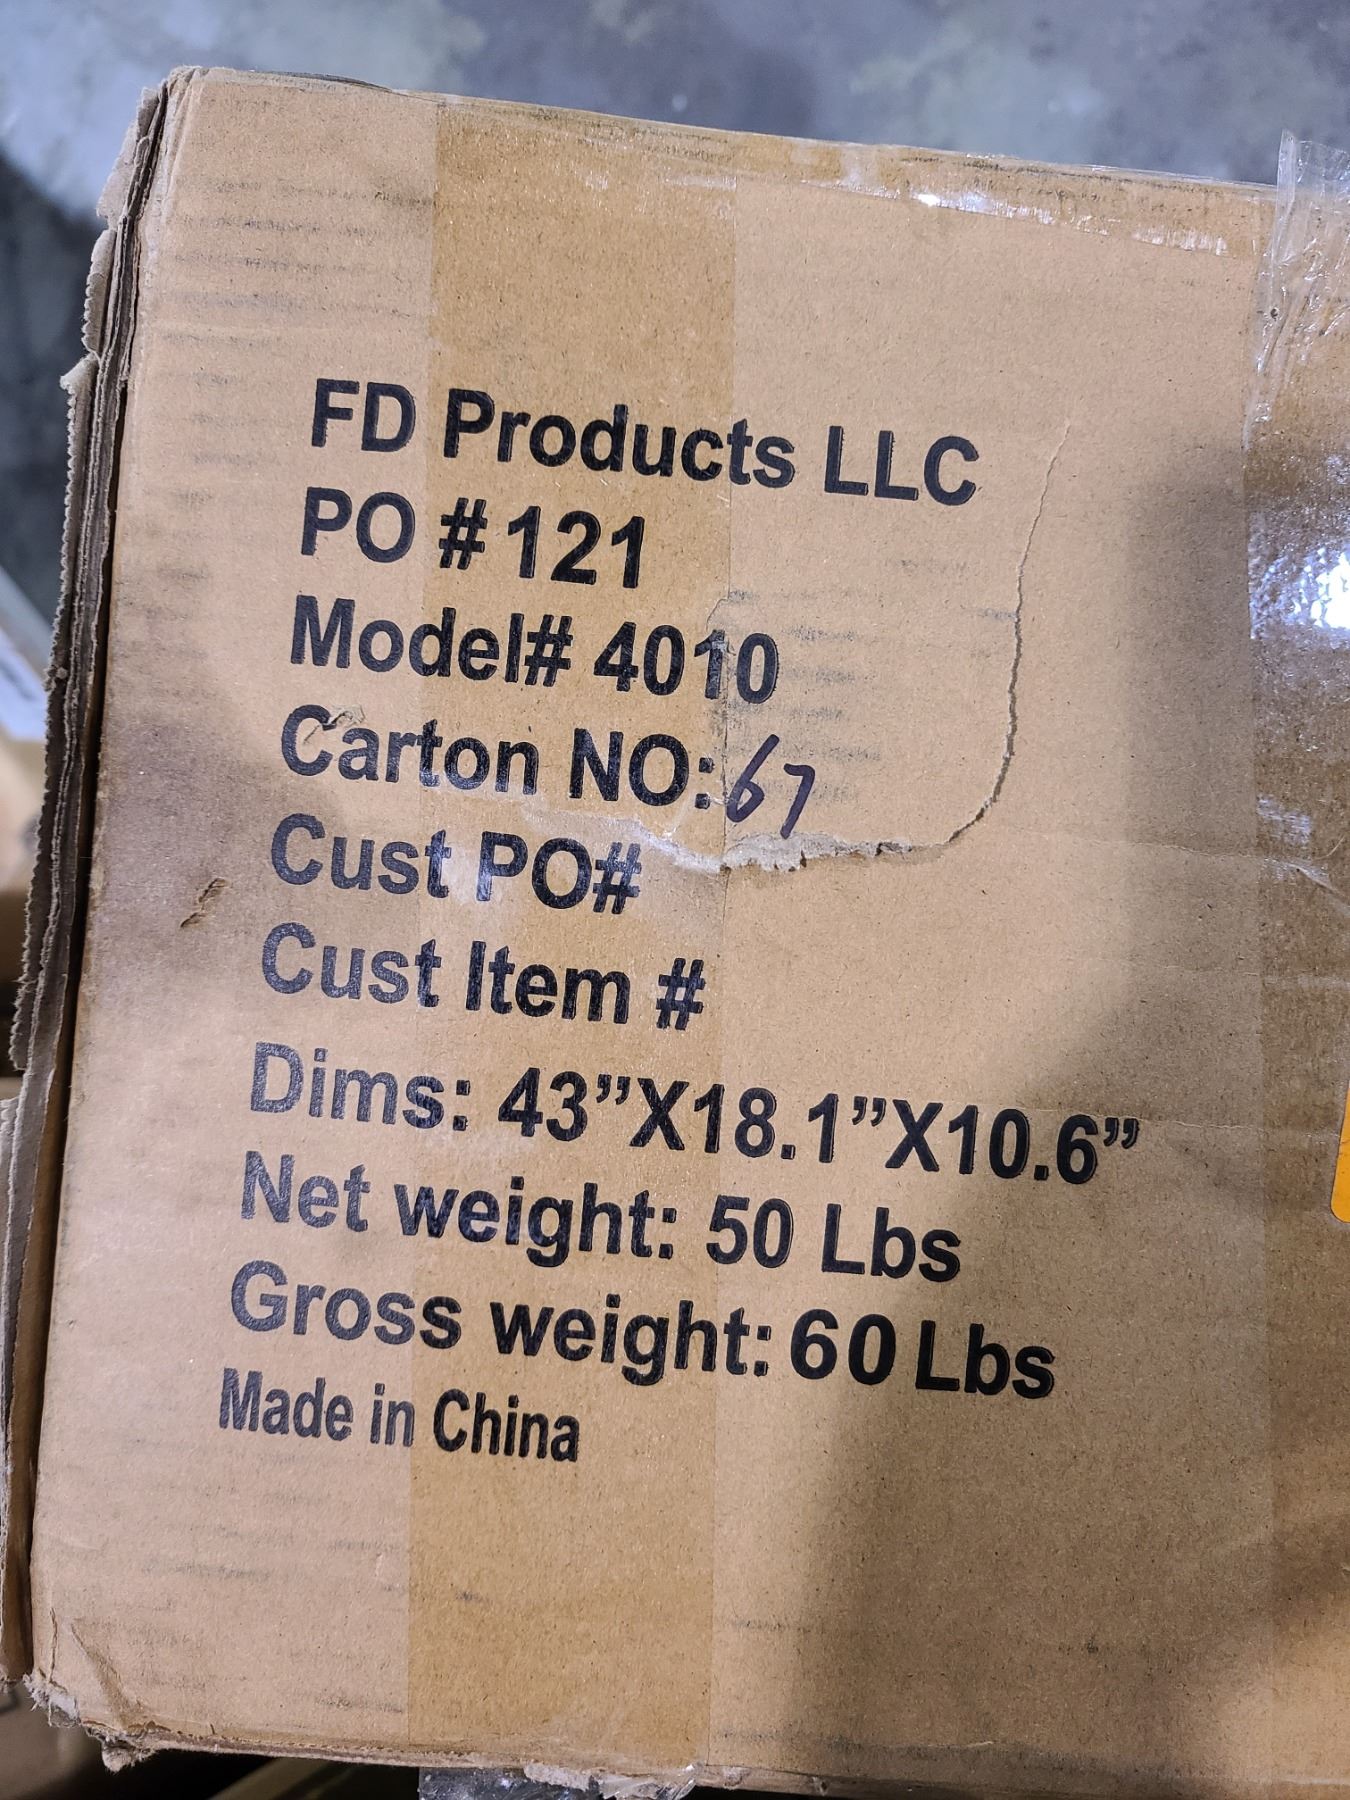 FD Products LLC
PO # 121
Model# 4010
Carton NO: 67
Cust PO#
Cust Item #
Dims: 43”X18.1”X10.6”
Net weight: 50 Lbs
Gross weight: 60 Lbs
Made in China